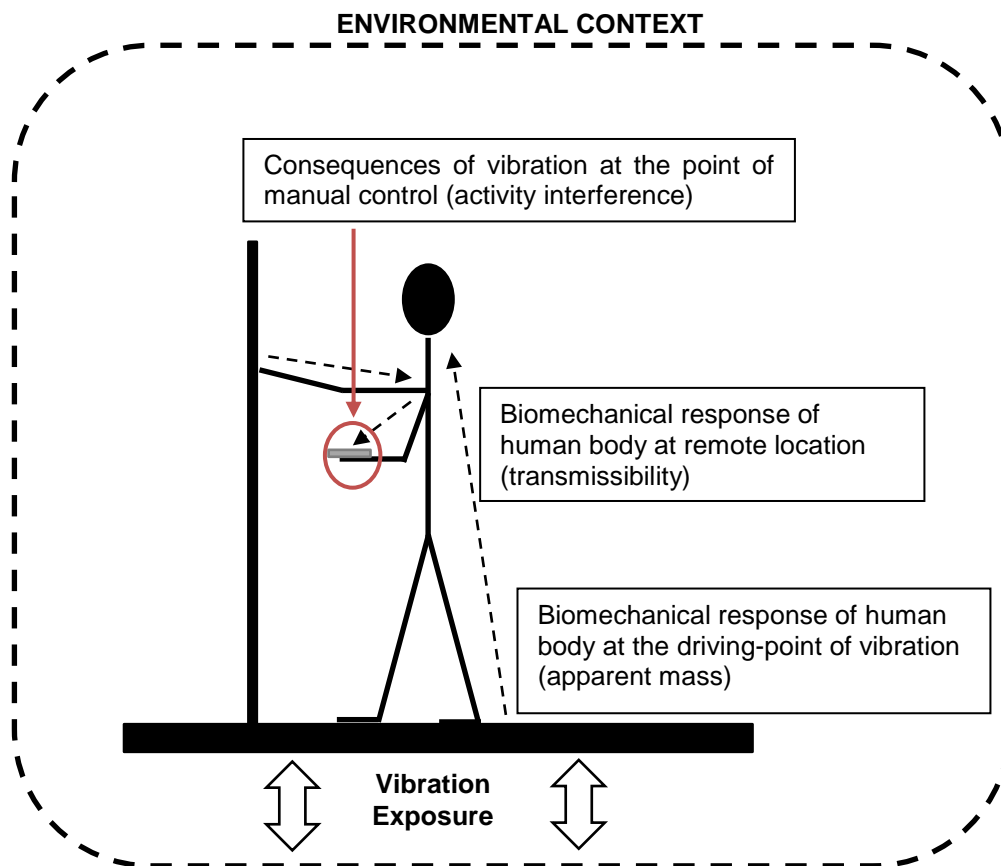 ENVIRONMENTAL CONTEXT
Consequences of vibration at the point of
manual control (activity interference)
Biomechanical response of
human body at remote location
(transmissibility)
Biomechanical response of human
body at the driving-point of vibration
(apparent mass)
Vibration
Exposure